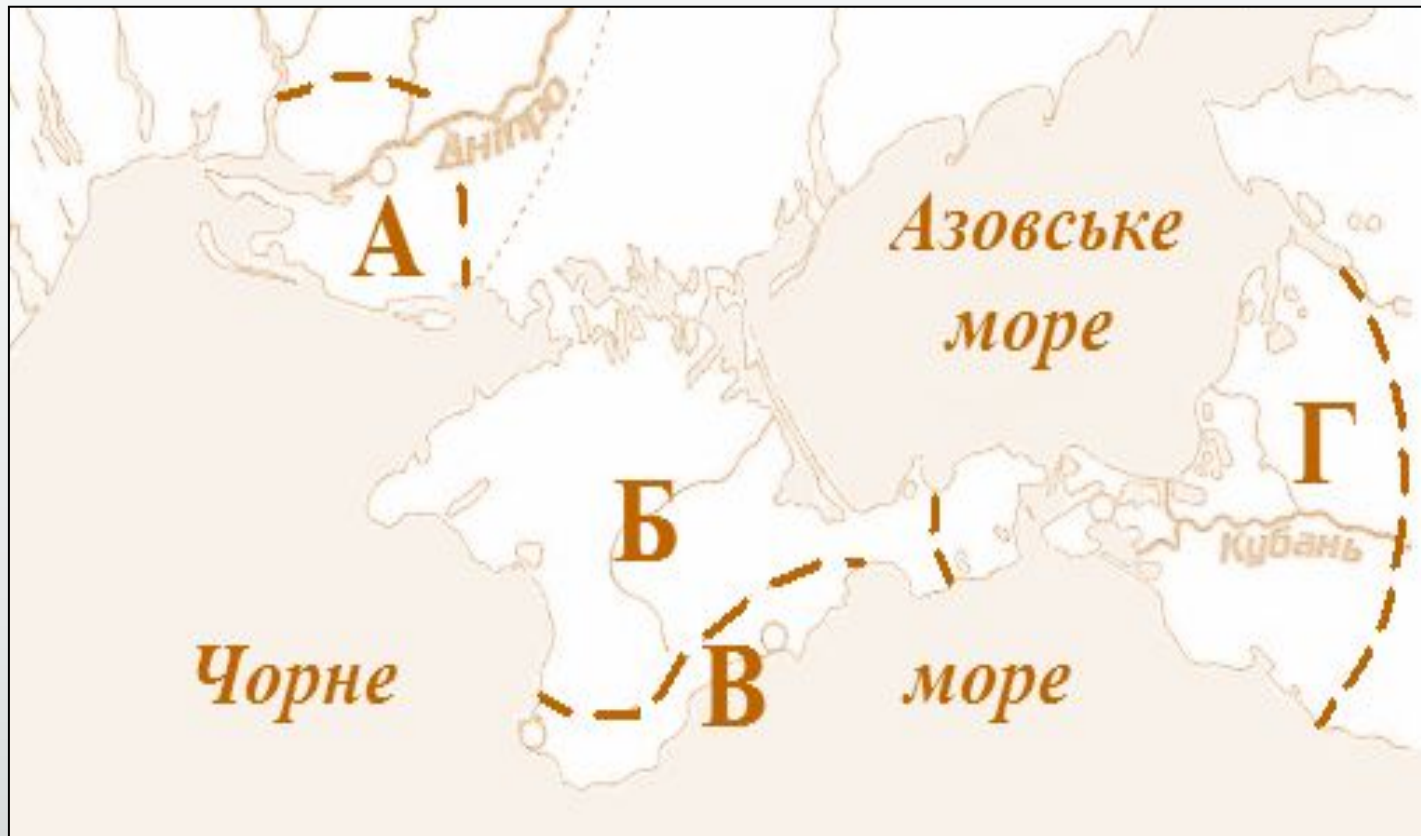 Дніпро
А
Азовське
море
Г
Б
Кубань
Чорне
В
море